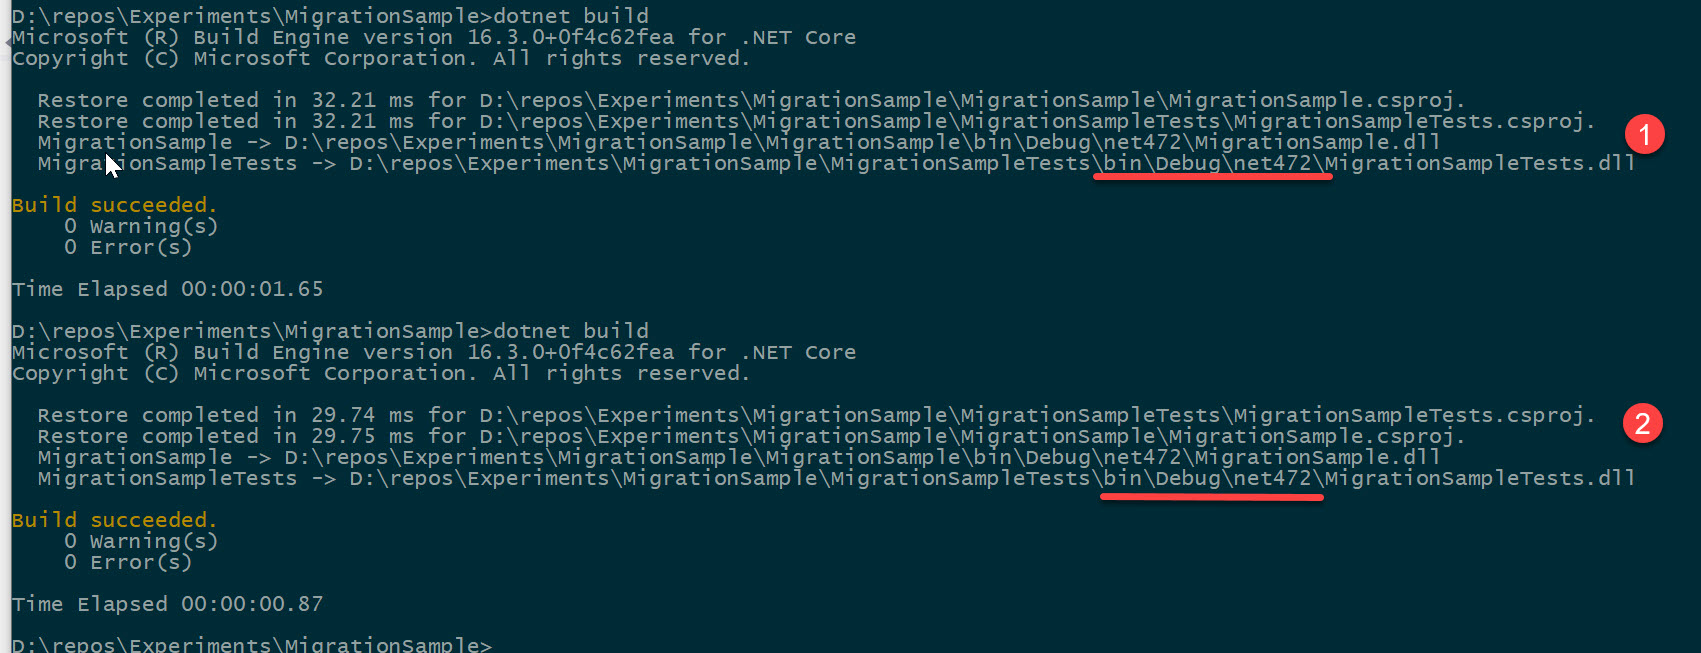 D:\repos\Experiments\MigrationSample>dotnet build
Microsoft (R) Build Engine version 16.3.0+0f4c62fea for .NET Core
Copyright (C) Microsoft Corporation. All rights reserved.
Restore completed in 32.21 ms for D:\repos\Experiments\MigrationSample\MigrationSample\MigrationSample.csproj.
Restore completed in 32.21 ms for D:\repos\Experiments\MigrationSample\MigrationSampleTests\MigrationSampleTests.csproj.
MigrationSample -> D:\repos\Experiments\MigrationSample\MigrationSample\bin\Debug\net472\MigrationSample.dll
1
MigrationSampleTests -> D:\repos\Experiments\MigrationSample\MigrationSampleTests\bin\Debug\net472\MigrationSampleTests.dll
Build succeeded.
0 Warning(s)
0 Error(s)
Time Elapsed 00:00:01.65
D:\repos\Experiments\MigrationSample>dotnet build
Microsoft (R) Build Engine version 16.3.0+0f4c62fea for .NET Core
Copyright (C) Microsoft Corporation. All rights reserved.
Restore completed in 29.74 ms for D:\repos\Experiments\MigrationSample\MigrationSampleTests\MigrationSampleTests.csproj.
2
Restore completed in 29.75 ms for D:\repos\Experiments\MigrationSample\MigrationSample\MigrationSample.csproj.
MigrationSample -> D:\repos\Experiments\MigrationSample\MigrationSample\bin\Debug\net472\MigrationSample.dll
MigrationSampleTests -> D:\repos\Experiments\MigrationSample\MigrationSampleTests\bin\Debug\net472\MigrationSampleTests.dll
Build succeeded.
0 Warning(s)
0 Error(s)
Time Elapsed 00:00:00.87
D:\repos\Experiments\MigrationSample>